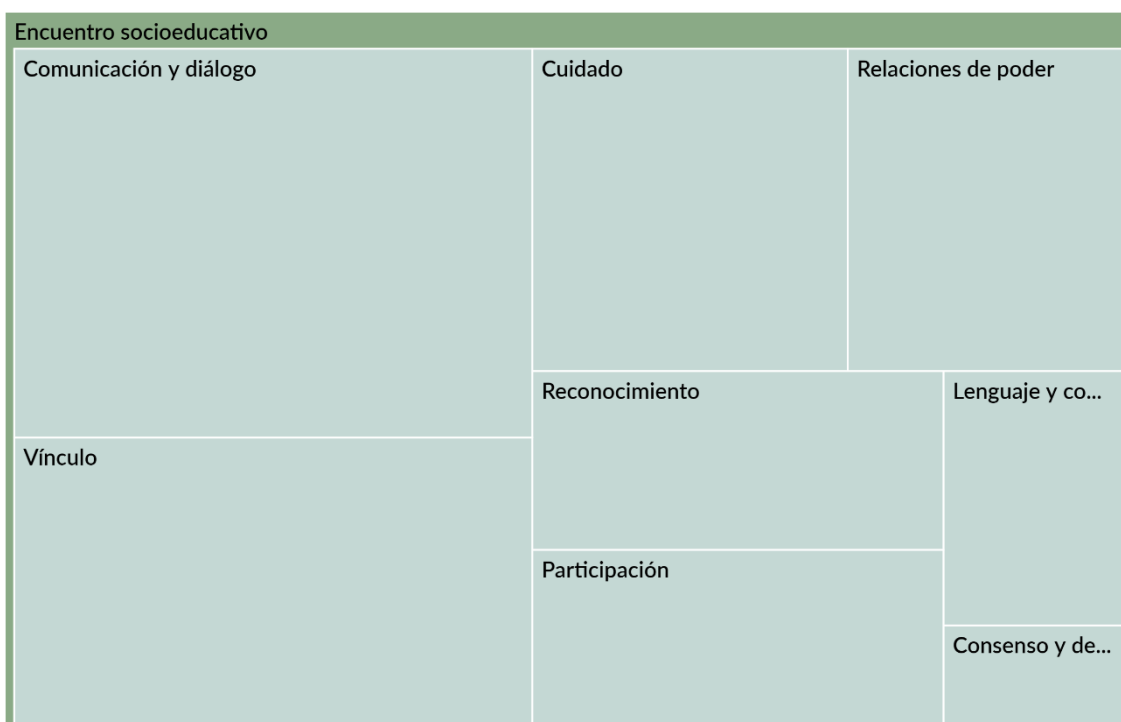 Encuentro socioeducativo
Comunicación y diálogo
Cuidado
Relaciones de poder
Reconocimiento
Lenguaje y co...
Vínculo
Participación
Consenso y de...